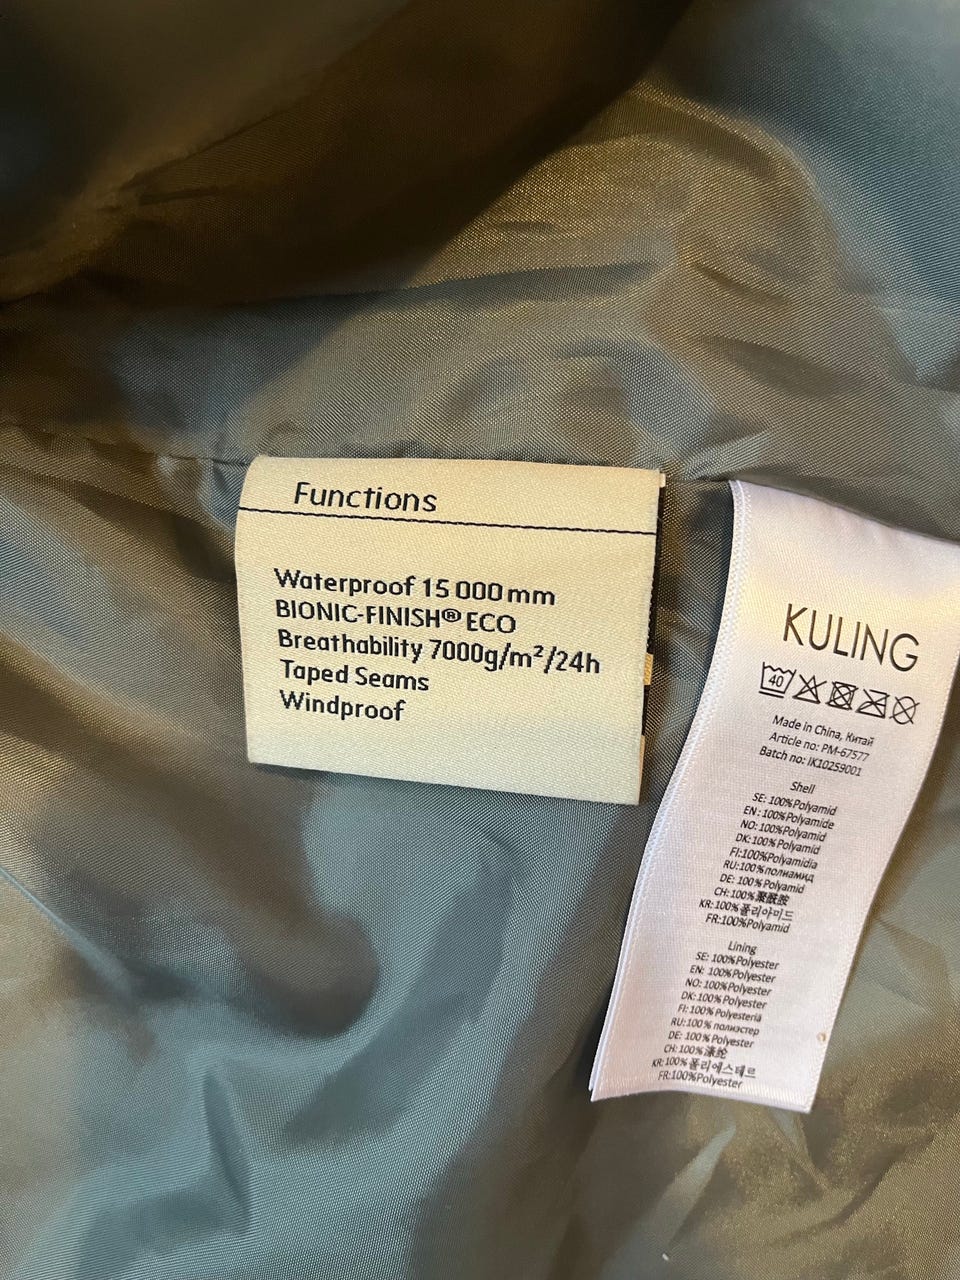 Functions
Waterproof 15 000 mm
BIONIC-FINISH® ECO
Breathability 7000g/m²/24h
Taped Seams
Windproof
KULING
40
Made in China, Китай
Article no: PM-67577
Batch no: IK10259001
Shell
SE: 100%Polyamid
EN: 100%Polyamide
NO: 100%Polyamid
DK: 100%Polyamid
FI:100%Polyamidia
RU:100%полиамид
DE: 100%Polyamid
CH: 100%聚酰胺
KR: 100%폴리아미드
FR:100%Polyamid
Lining
SE: 100%Polyester
EN: 100%Polyester
NO: 100%Polyester
DK: 100%Polyester
FI: 100%Polyesteriä
RU:100% полиэстер
DE: 100%Polyester
CH: 100%涤纶
KR: 100%폴리에스테르
FR:100%Polyester